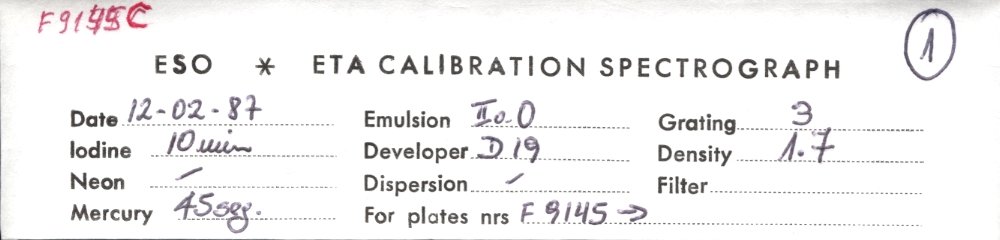 F9145C
1
ESO * ETA CALIBRATION SPECTROGRAPH
Date 12-02-87 Emulsion IIa-O Grating 3
Iodine 10 min Developer D19 Density 1.7
Neon - Dispersion - Filter
Mercury 45 seg. For plates nrs F 9145 →